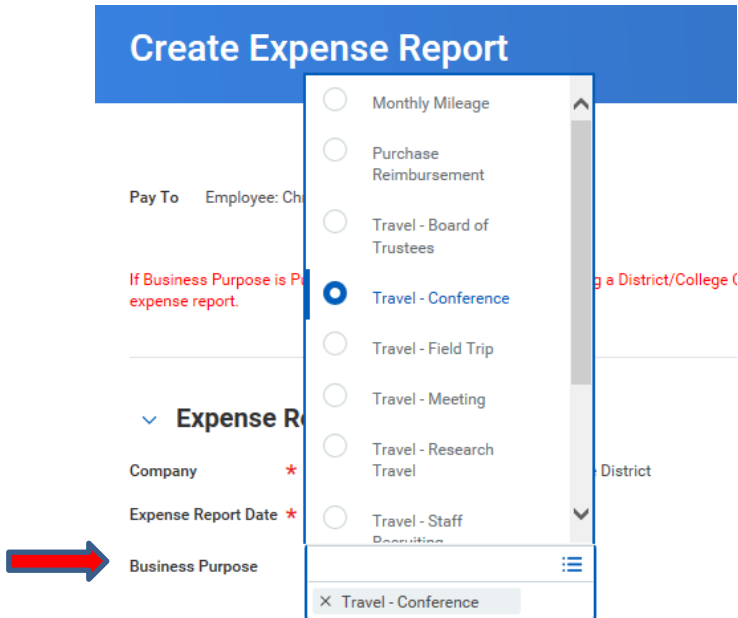 Create Expense Report
Monthly Mileage
Purchase
Reimbursement
Pay To Employee:
Travel - Board of
Trustees
If Business Purpose is
g a District/College
expense report.
Travel - Conference
Travel - Field Trip
Travel - Meeting
Expense
Travel - Research
Travel
Company *
District
Expense Report Date *
Travel - Staff
Recruiting
Business Purpose
× Travel - Conference